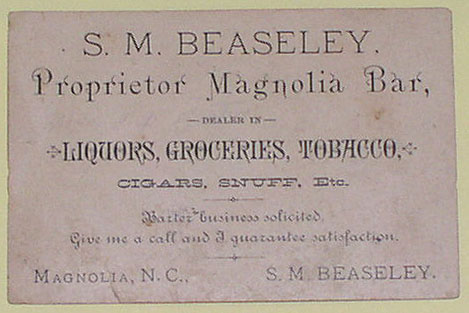 S. M. BEASELEY.
Proprietor Magnolia Bar,
— DEALER IN —
LIQUORS, GROCERIES, TOBACCO,
CIGARS, SNUFF, Etc.
Barter business solicited.
Give me a call and I guarantee satisfaction.
MAGNOLIA, N. C., S. M. BEASELEY.